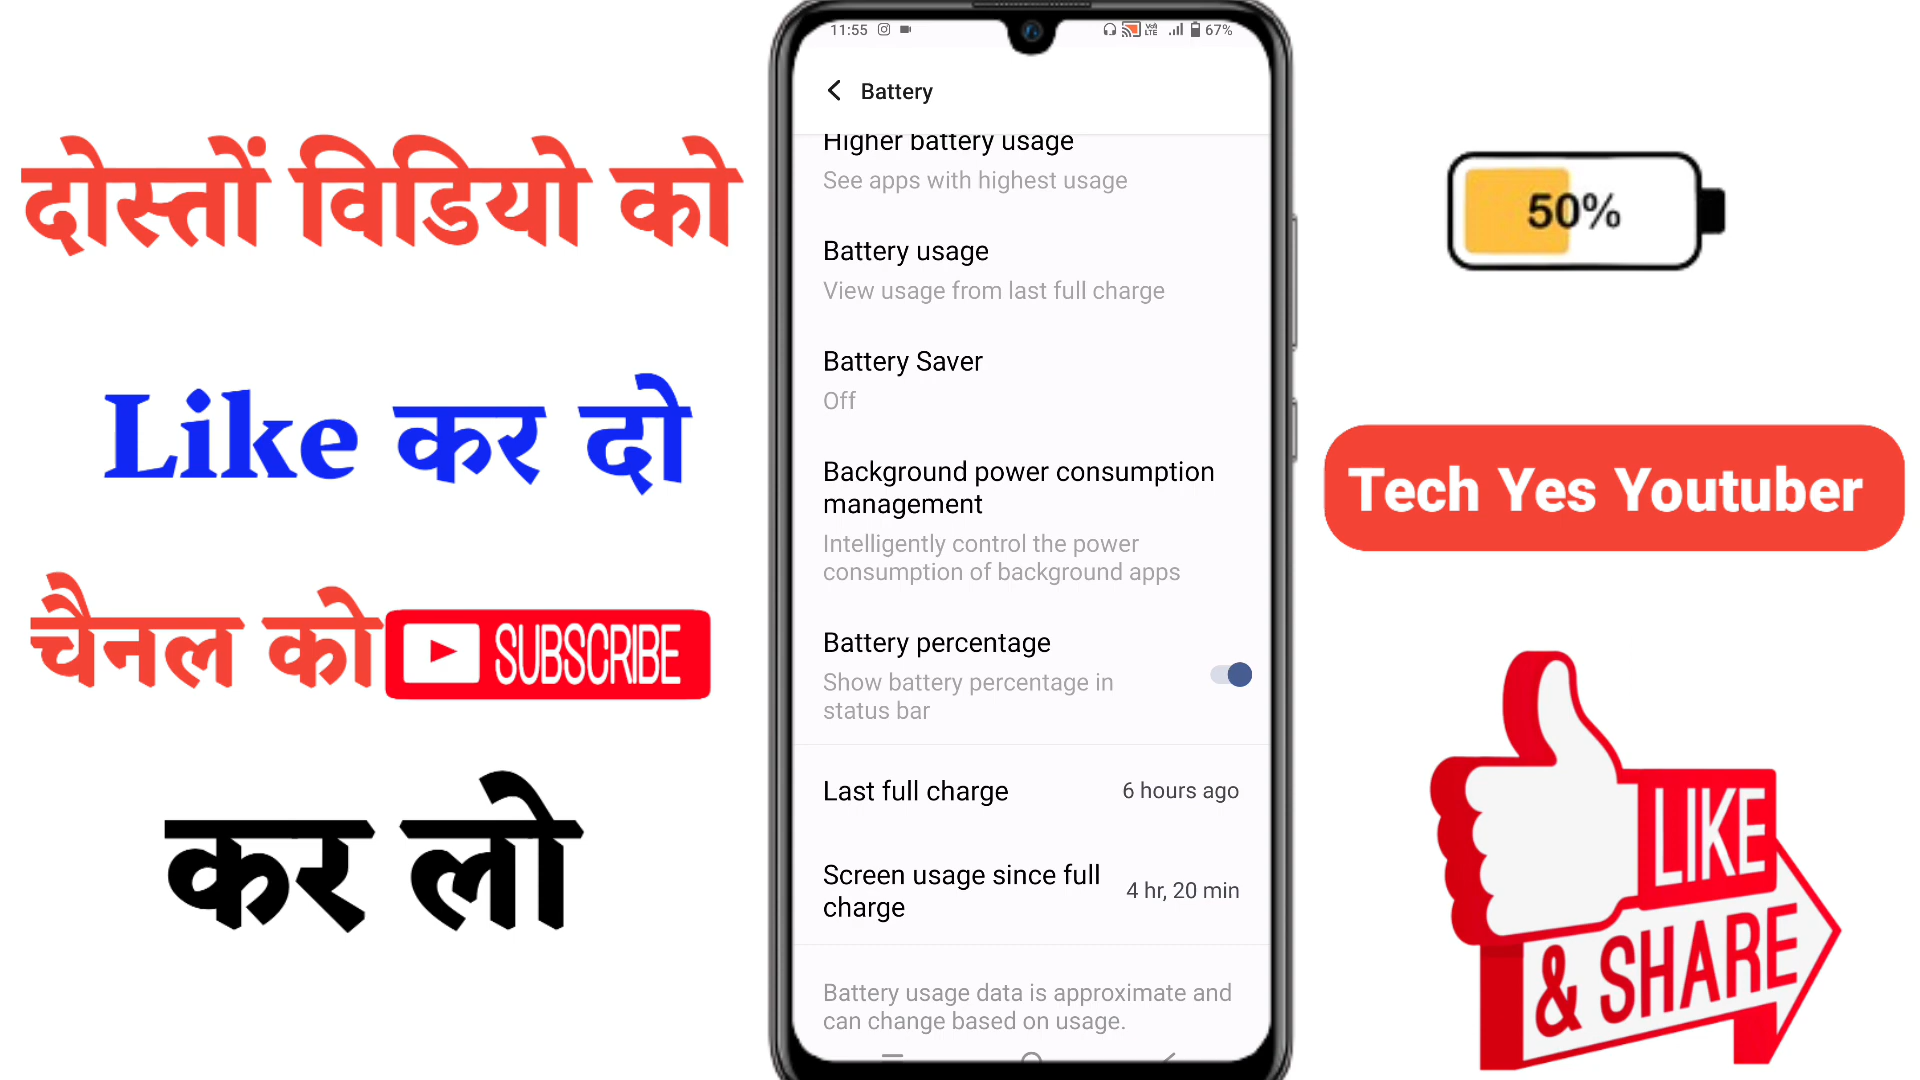 दोस्तों विडियो को
Like कर दो
चैनल को SUBSCRIBE
कर लो
11:55 67%
Battery
Higher battery usage
See apps with highest usage
Battery usage
View usage from last full charge
Battery Saver
Off
Background power consumption
management
Intelligently control the power
consumption of background apps
Battery percentage
Show battery percentage in
status bar
Last full charge 6 hours ago
Screen usage since full
charge 4 hr, 20 min
Battery usage data is approximate and
can change based on usage.
50%
Tech Yes Youtuber
LIKE
& SHARE